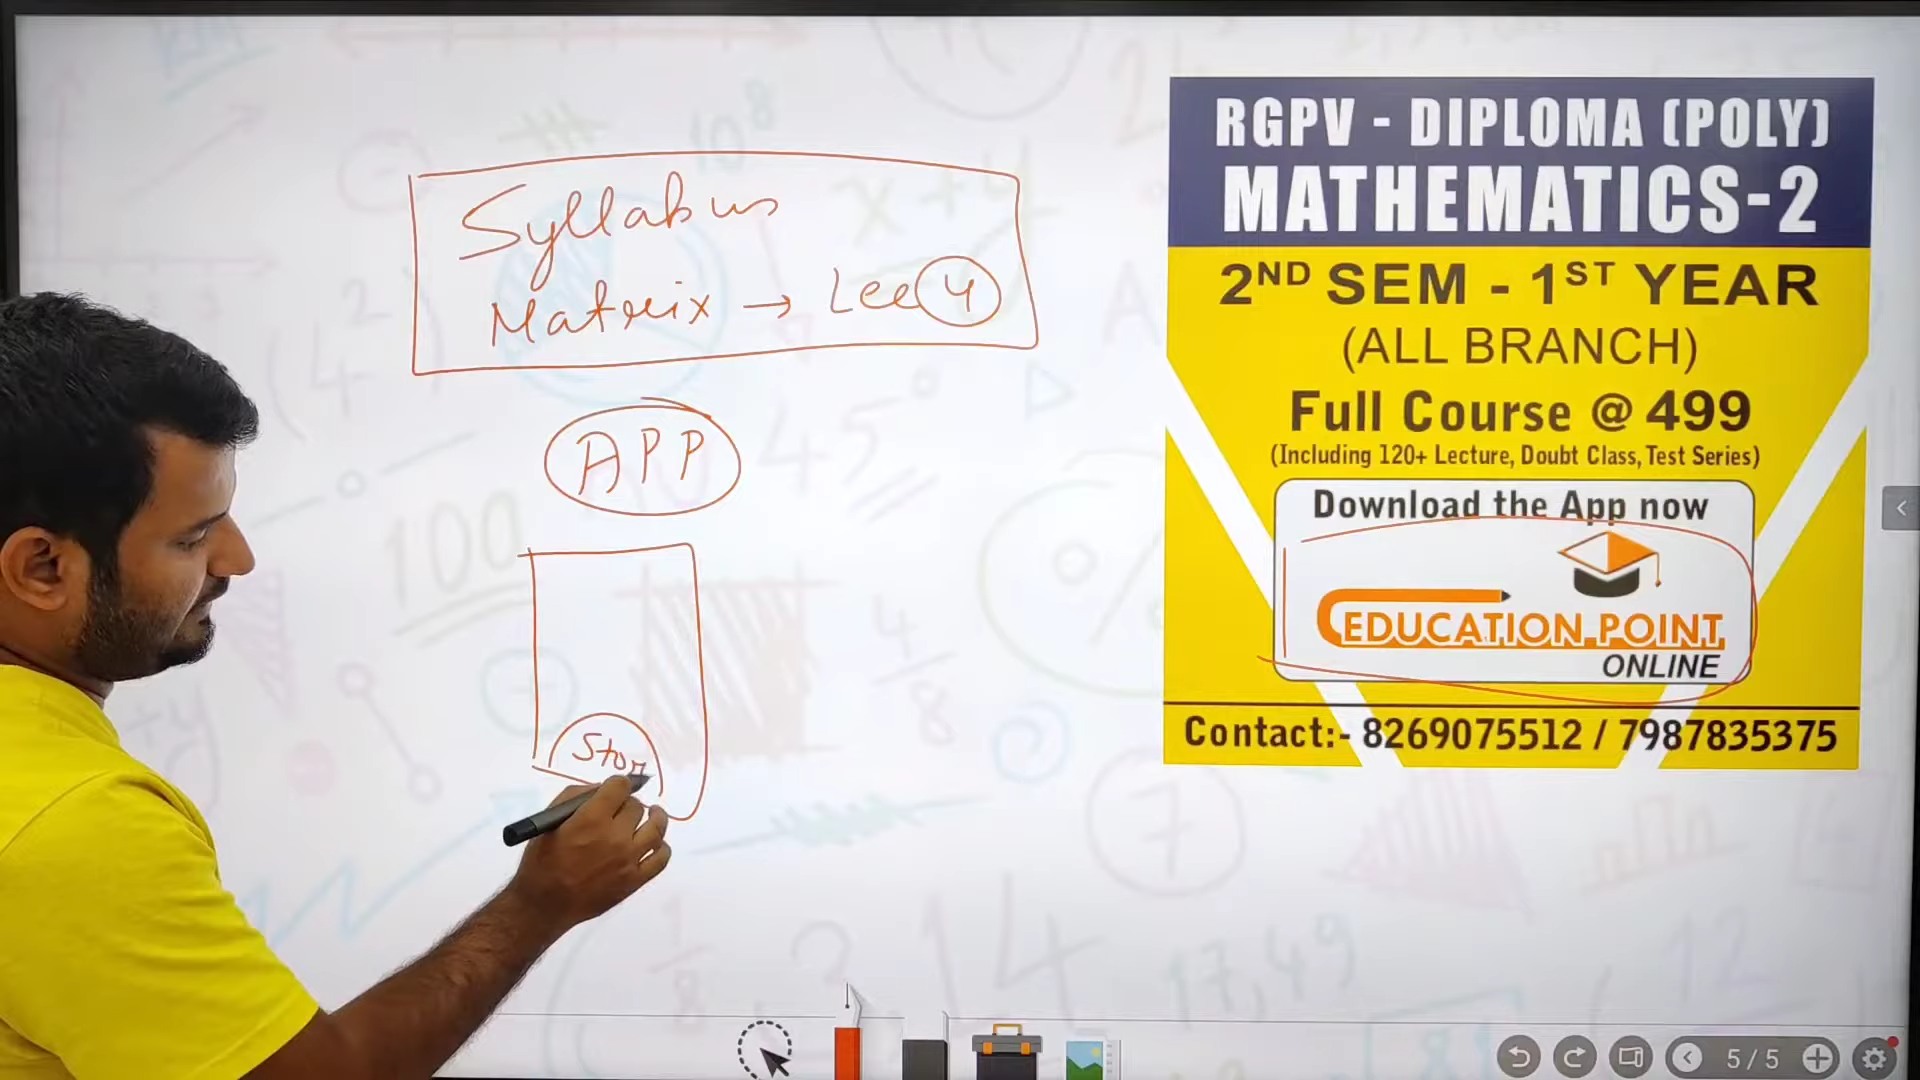 Syllabus
Matrix → Lec 4
APP
Stor
RGPV - DIPLOMA (POLY)
MATHEMATICS-2
2ND SEM - 1ST YEAR
(ALL BRANCH)
Full Course @ 499
(Including 120+ Lecture, Doubt Class, Test Series)
Download the App now
EDUCATION POINT
ONLINE
Contact:- 8269075512 / 7987835375
5/5